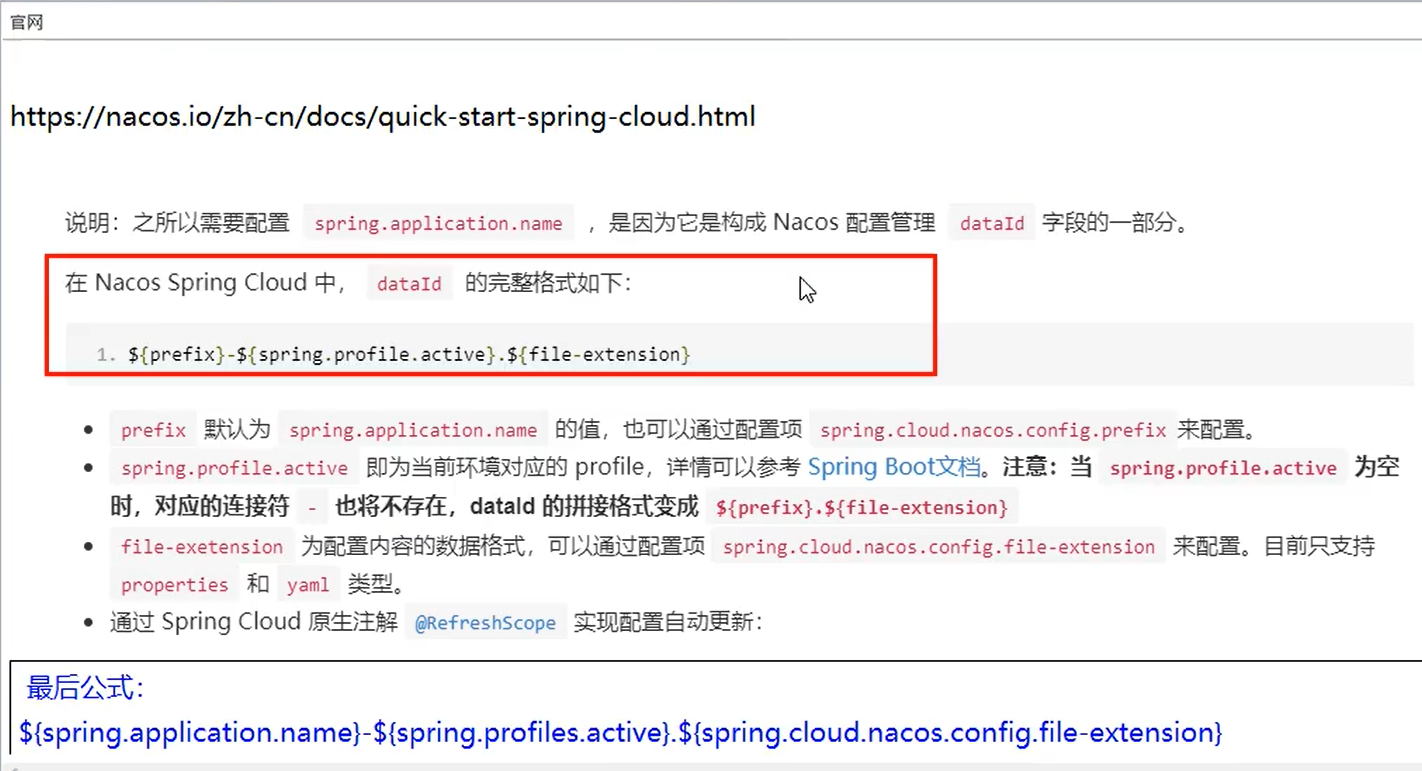 官网
https://nacos.io/zh-cn/docs/quick-start-spring-cloud.html
说明：之所以需要配置 spring.application.name ，是因为它是构成 Nacos 配置管理 dataId 字段的一部分。
在 Nacos Spring Cloud 中， dataId 的完整格式如下：
1. ${prefix}-${spring.profile.active}.${file-extension}
• prefix 默认为 spring.application.name 的值，也可以通过配置项 spring.cloud.nacos.config.prefix 来配置。
• spring.profile.active 即为当前环境对应的 profile，详情可以参考 Spring Boot文档。注意：当 spring.profile.active 为空
时，对应的连接符 - 也将不存在，dataId 的拼接格式变成 ${prefix}.${file-extension}
• file-exetension 为配置内容的数据格式，可以通过配置项 spring.cloud.nacos.config.file-extension 来配置。目前只支持
properties 和 yaml 类型。
• 通过 Spring Cloud 原生注解 @RefreshScope 实现配置自动更新：
最后公式：
${spring.application.name}-${spring.profiles.active}.${spring.cloud.nacos.config.file-extension}